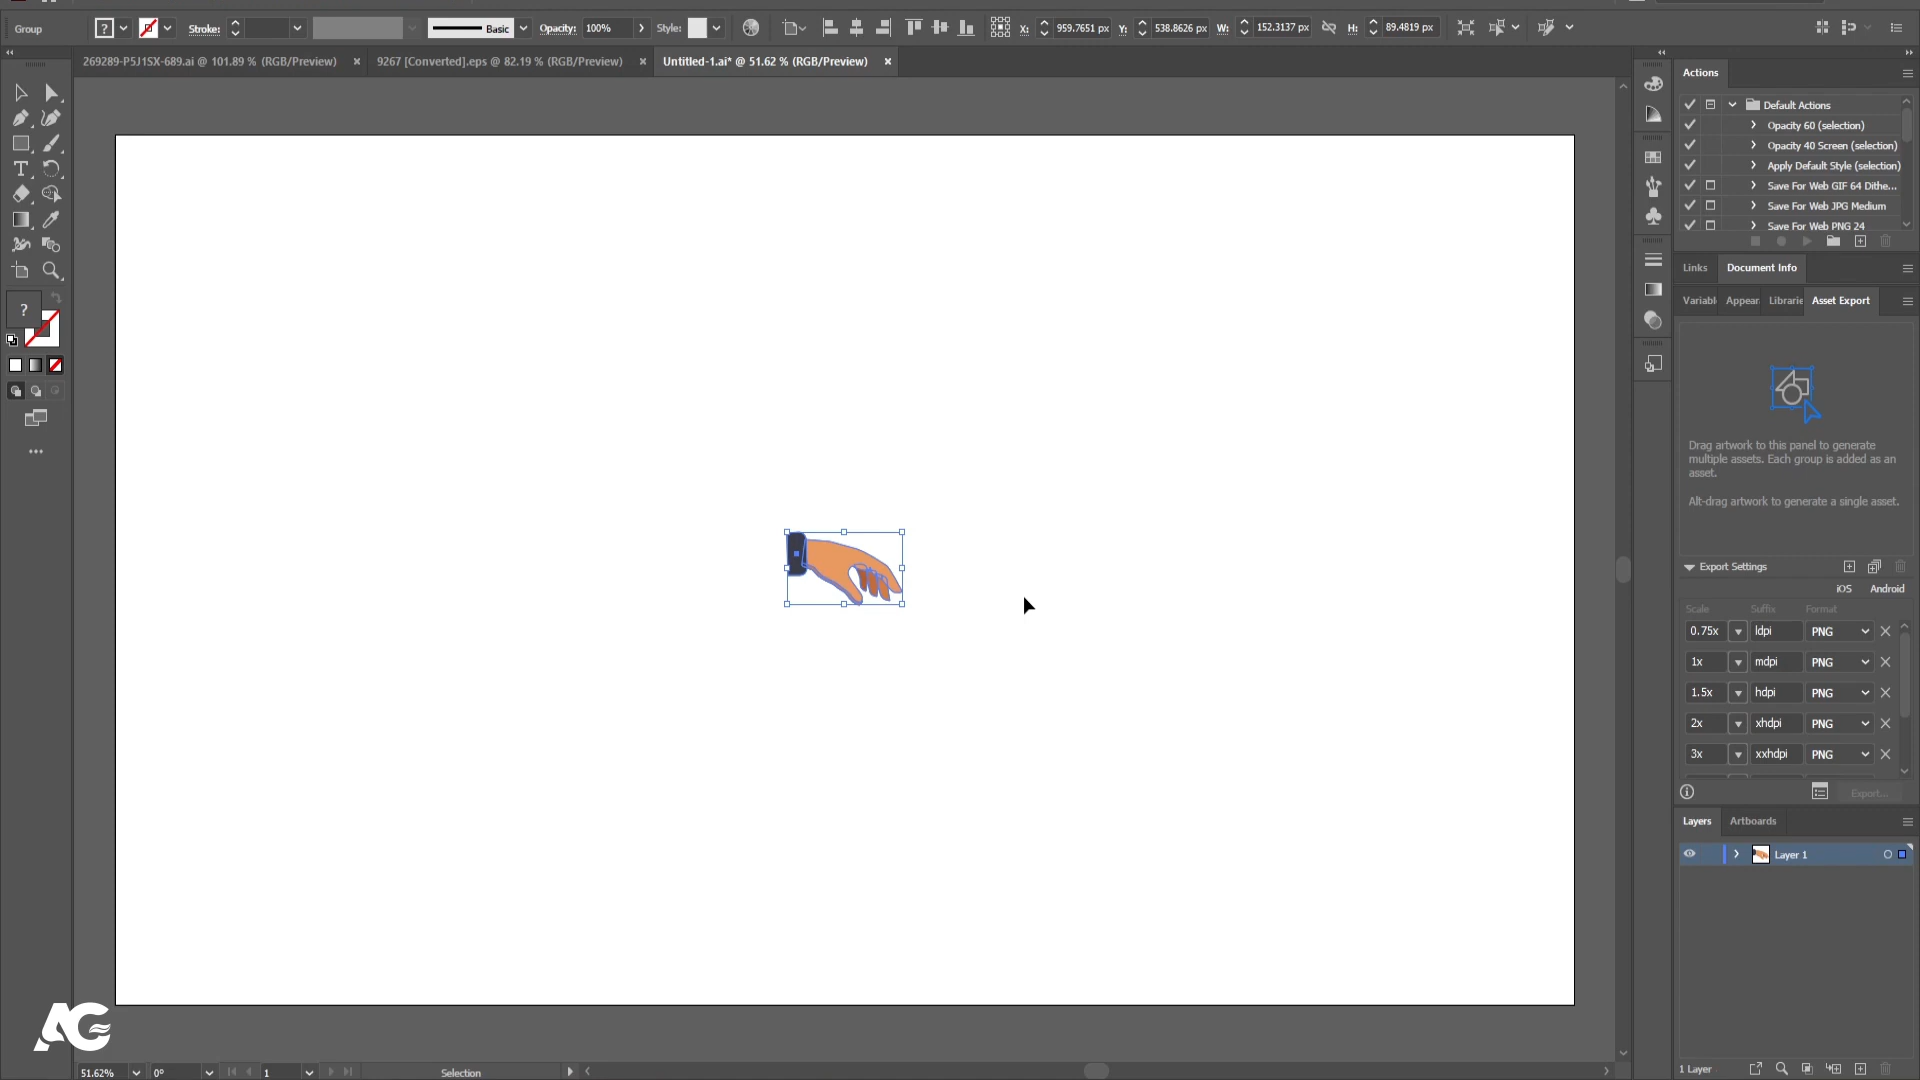 Group
?
Stroke:
Basic
Opacity: 100%
Style:
X: 959.7651 px
Y: 538.8626 px
W: 152.3137 px
H: 89.4819 px
269289-P5J1SX-689.ai @ 101.89 % (RGB/Preview) ×
9267 [Converted].eps @ 82.19 % (RGB/Preview) ×
Untitled-1.ai* @ 51.62 % (RGB/Preview) ×
T
?
Actions
Default Actions
Opacity 60 (selection)
Opacity 40 Screen (selection)
Apply Default Style (selection)
Save For Web GIF 64 Dithe...
Save For Web JPG Medium
Save For Web PNG 24
Links Document Info
Variabl Appear Librarie Asset Export
Drag artwork to this panel to generate
multiple assets. Each group is added as an
asset.
Alt-drag artwork to generate a single asset.
Export Settings
iOS Android
Scale Suffix Format
0.75x ldpi PNG
1x mdpi PNG
1.5x hdpi PNG
2x xhdpi PNG
3x xxhdpi PNG
Export...
Layers Artboards
Layer 1
1 Layer
AG
51.62% 0° 1 Selection